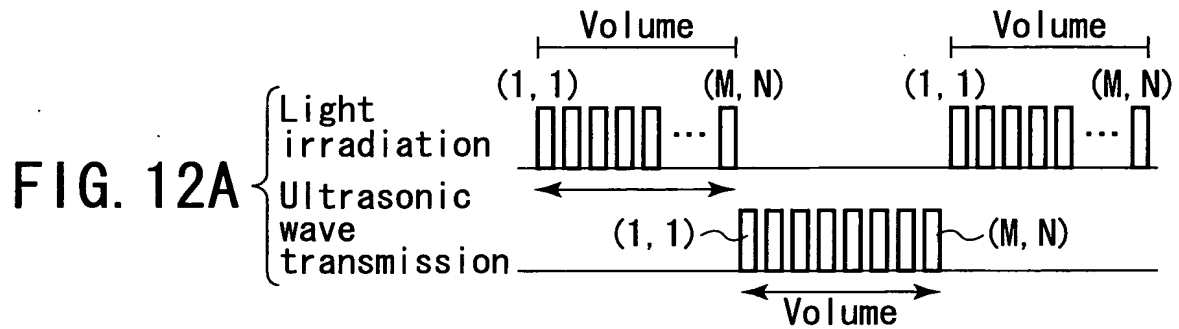 Volume Volume
(1, 1) (M, N) (1, 1) (M, N)
Light
irradiation ... ...
FIG. 12A
Ultrasonic
wave (1, 1) (M, N)
transmission
Volume